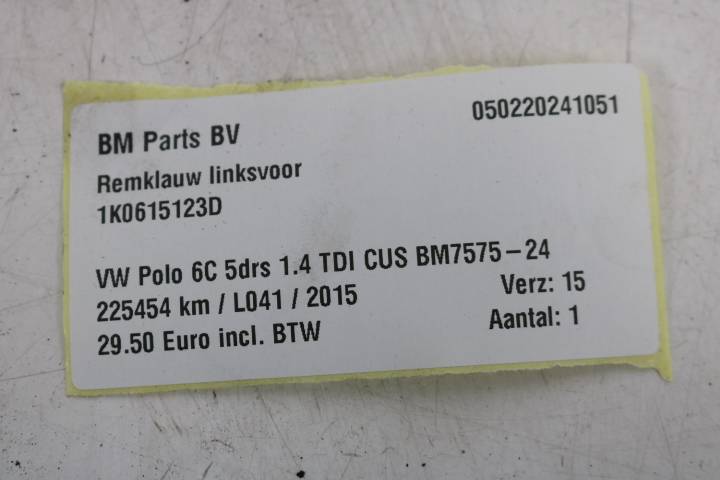 BM Parts BV 050220241051
Remklauw linksvoor
1K0615123D
VW Polo 6C 5drs 1.4 TDI CUS BM7575-24
225454 km / L041 / 2015 Verz: 15
29.50 Euro incl. BTW Aantal: 1